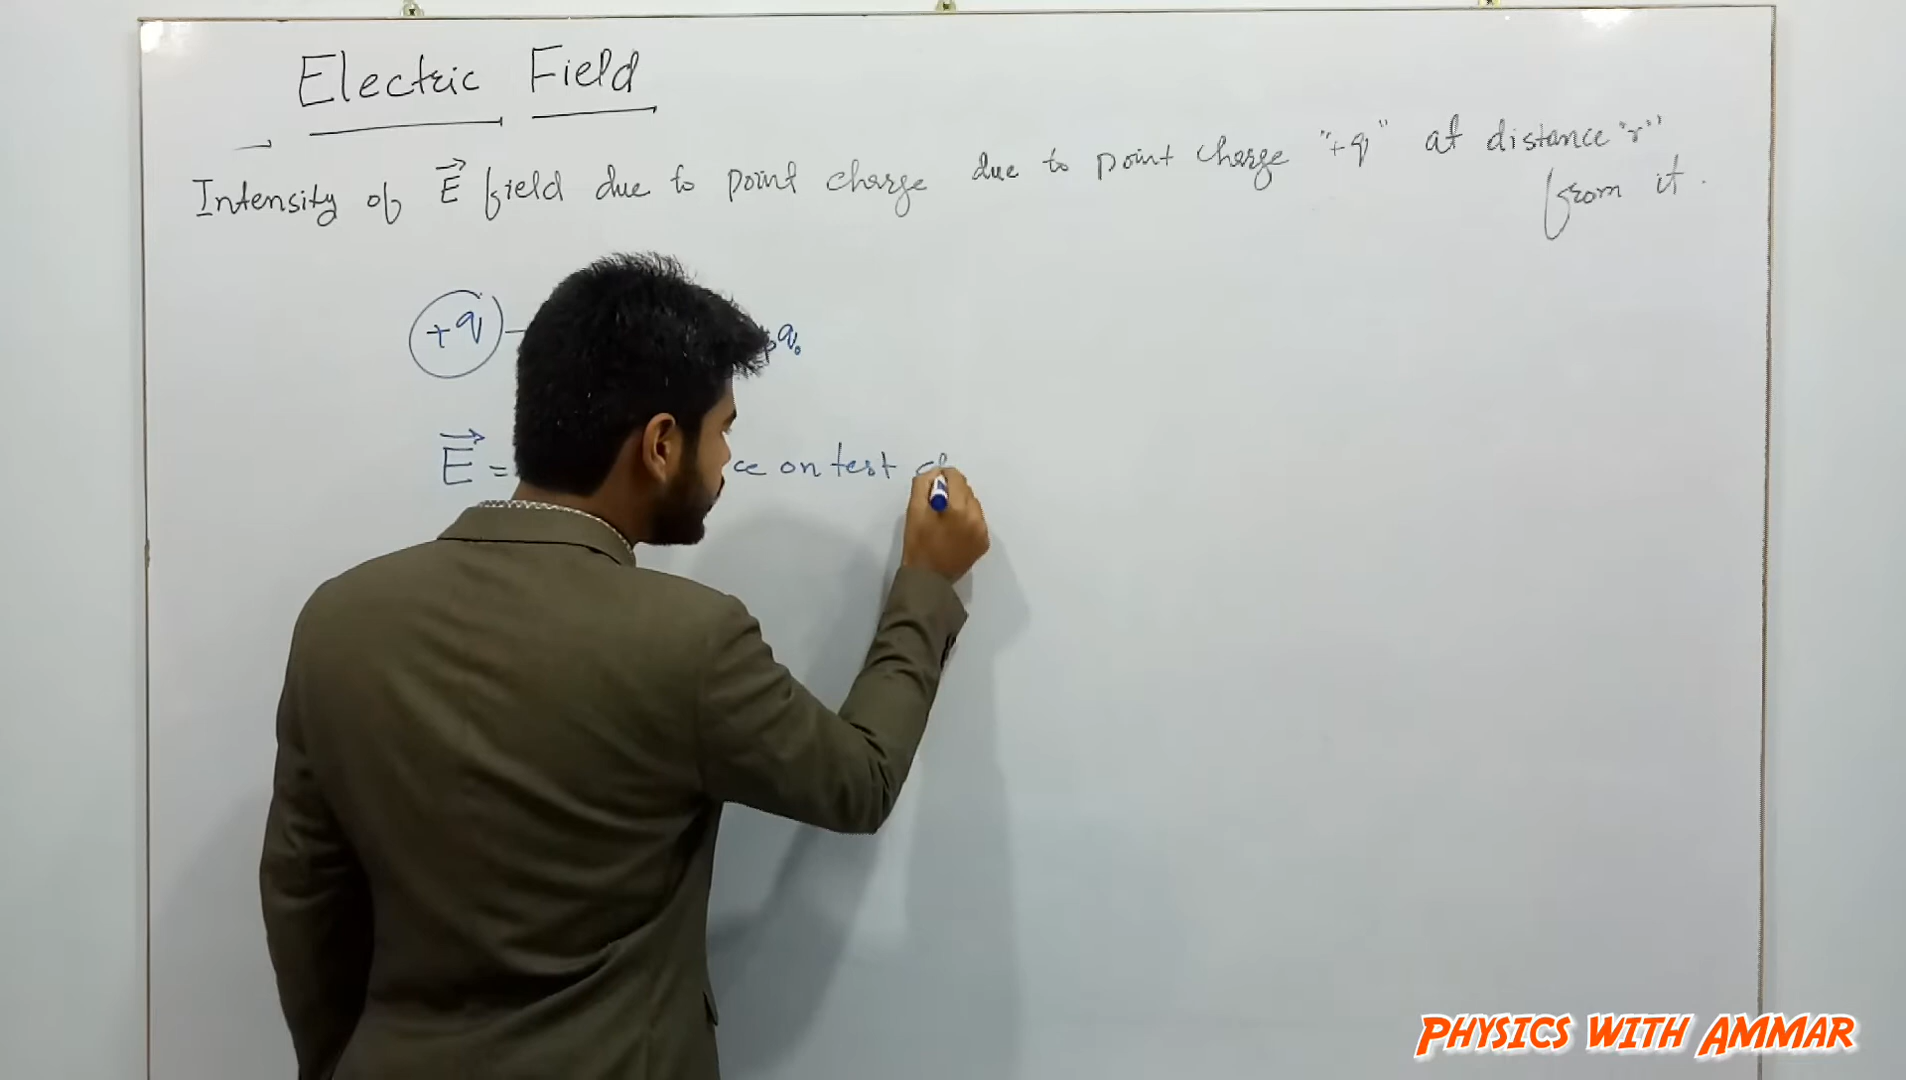 Electric Field
Intensity of E field due to point charge due to point charge "+q" at distance "r"
from it.
+q q₀
E = ce on test c
PHYSICS WITH AMMAR